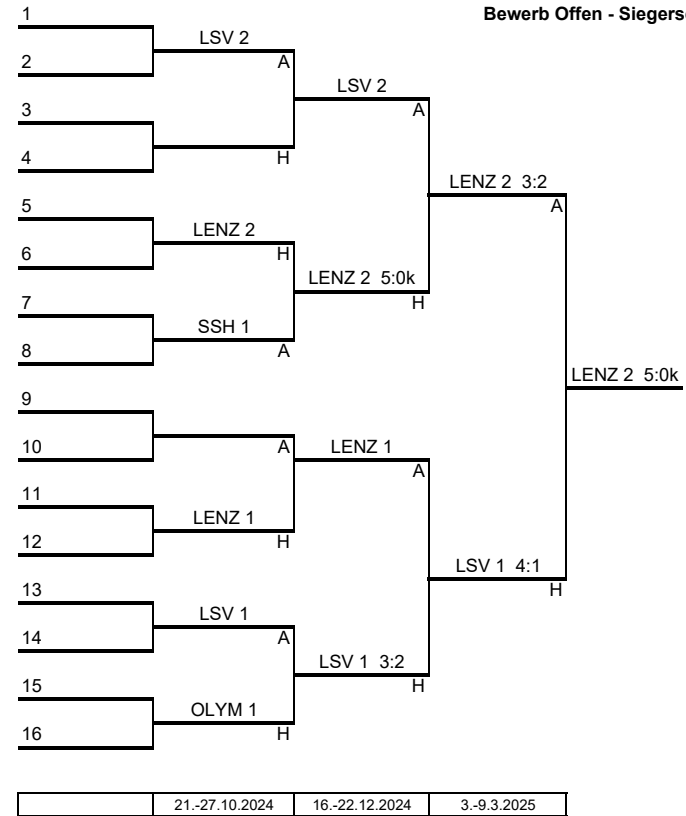 1
Bewerb Offen - Siegers
LSV 2
2
A
LSV 2
3
A
4
H
LENZ 2 3:2
5
A
LENZ 2
6
H
LENZ 2 5:0k
7
H
SSH 1
8
A
LENZ 2 5:0k
9
10
A
LENZ 1
A
11
LENZ 1
12
H
LSV 1 4:1
13
H
LSV 1
14
A
LSV 1 3:2
15
H
OLYM 1
16
H
21.-27.10.2024 16.-22.12.2024 3.-9.3.2025